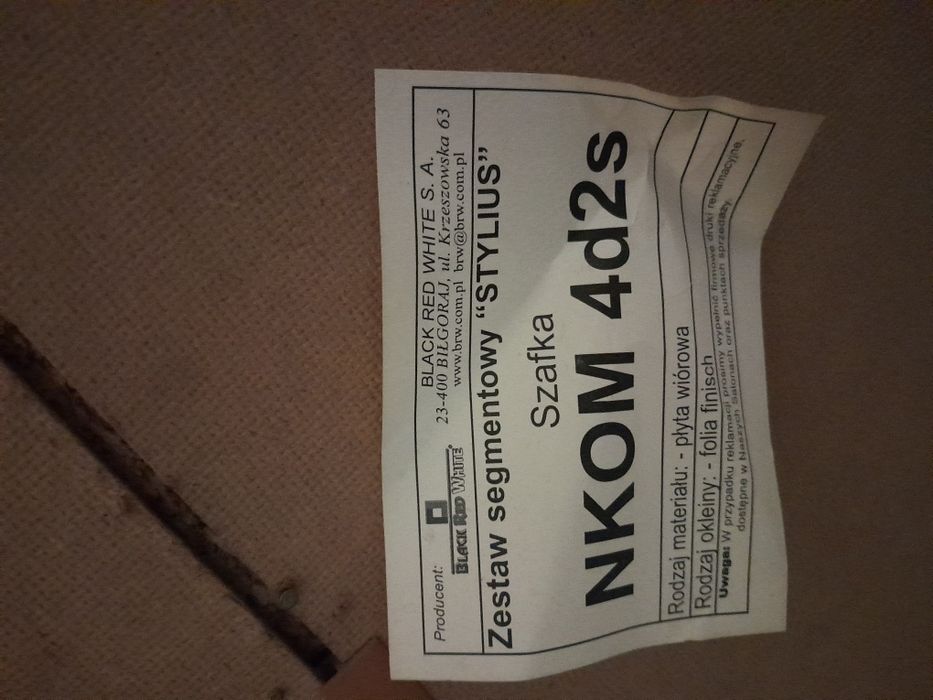 Producent:
BLACK RED WHITE®
BLACK RED WHITE S. A.
23-400 BIŁGORAJ, ul. Krzeszowska 63
www.brw.com.pl brw@brw.com.pl
Zestaw segmentowy “STYLIUS”
Szafka
NKOM 4d2s
Rodzaj materiału: - płyta wiórowa
Rodzaj okleiny: - folia finisch
Uwaga: W przypadku reklamacji prosimy wypełnić firmowe druki reklamacyjne,
dostępne w Naszych Salonach oraz punktach sprzedaży.